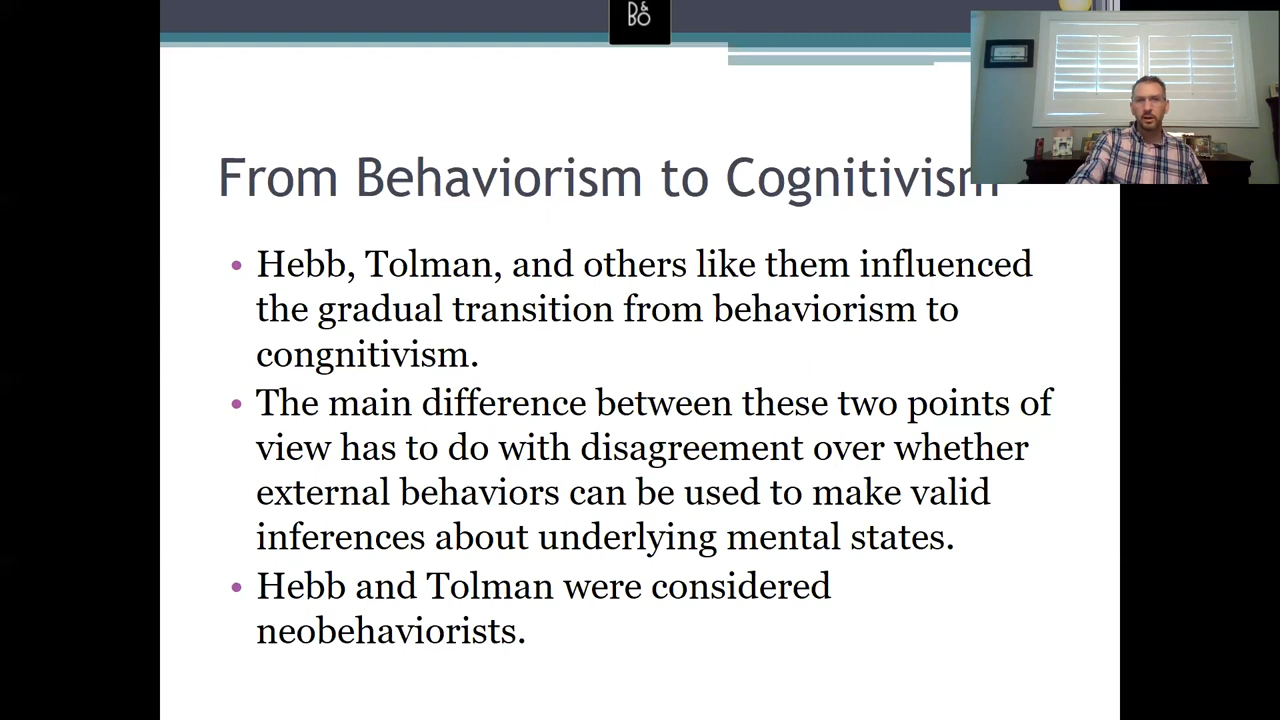 B&O
From Behaviorism to Cognitivism
• Hebb, Tolman, and others like them influenced
the gradual transition from behaviorism to
congnitivism.
• The main difference between these two points of
view has to do with disagreement over whether
external behaviors can be used to make valid
inferences about underlying mental states.
• Hebb and Tolman were considered
neobehaviorists.